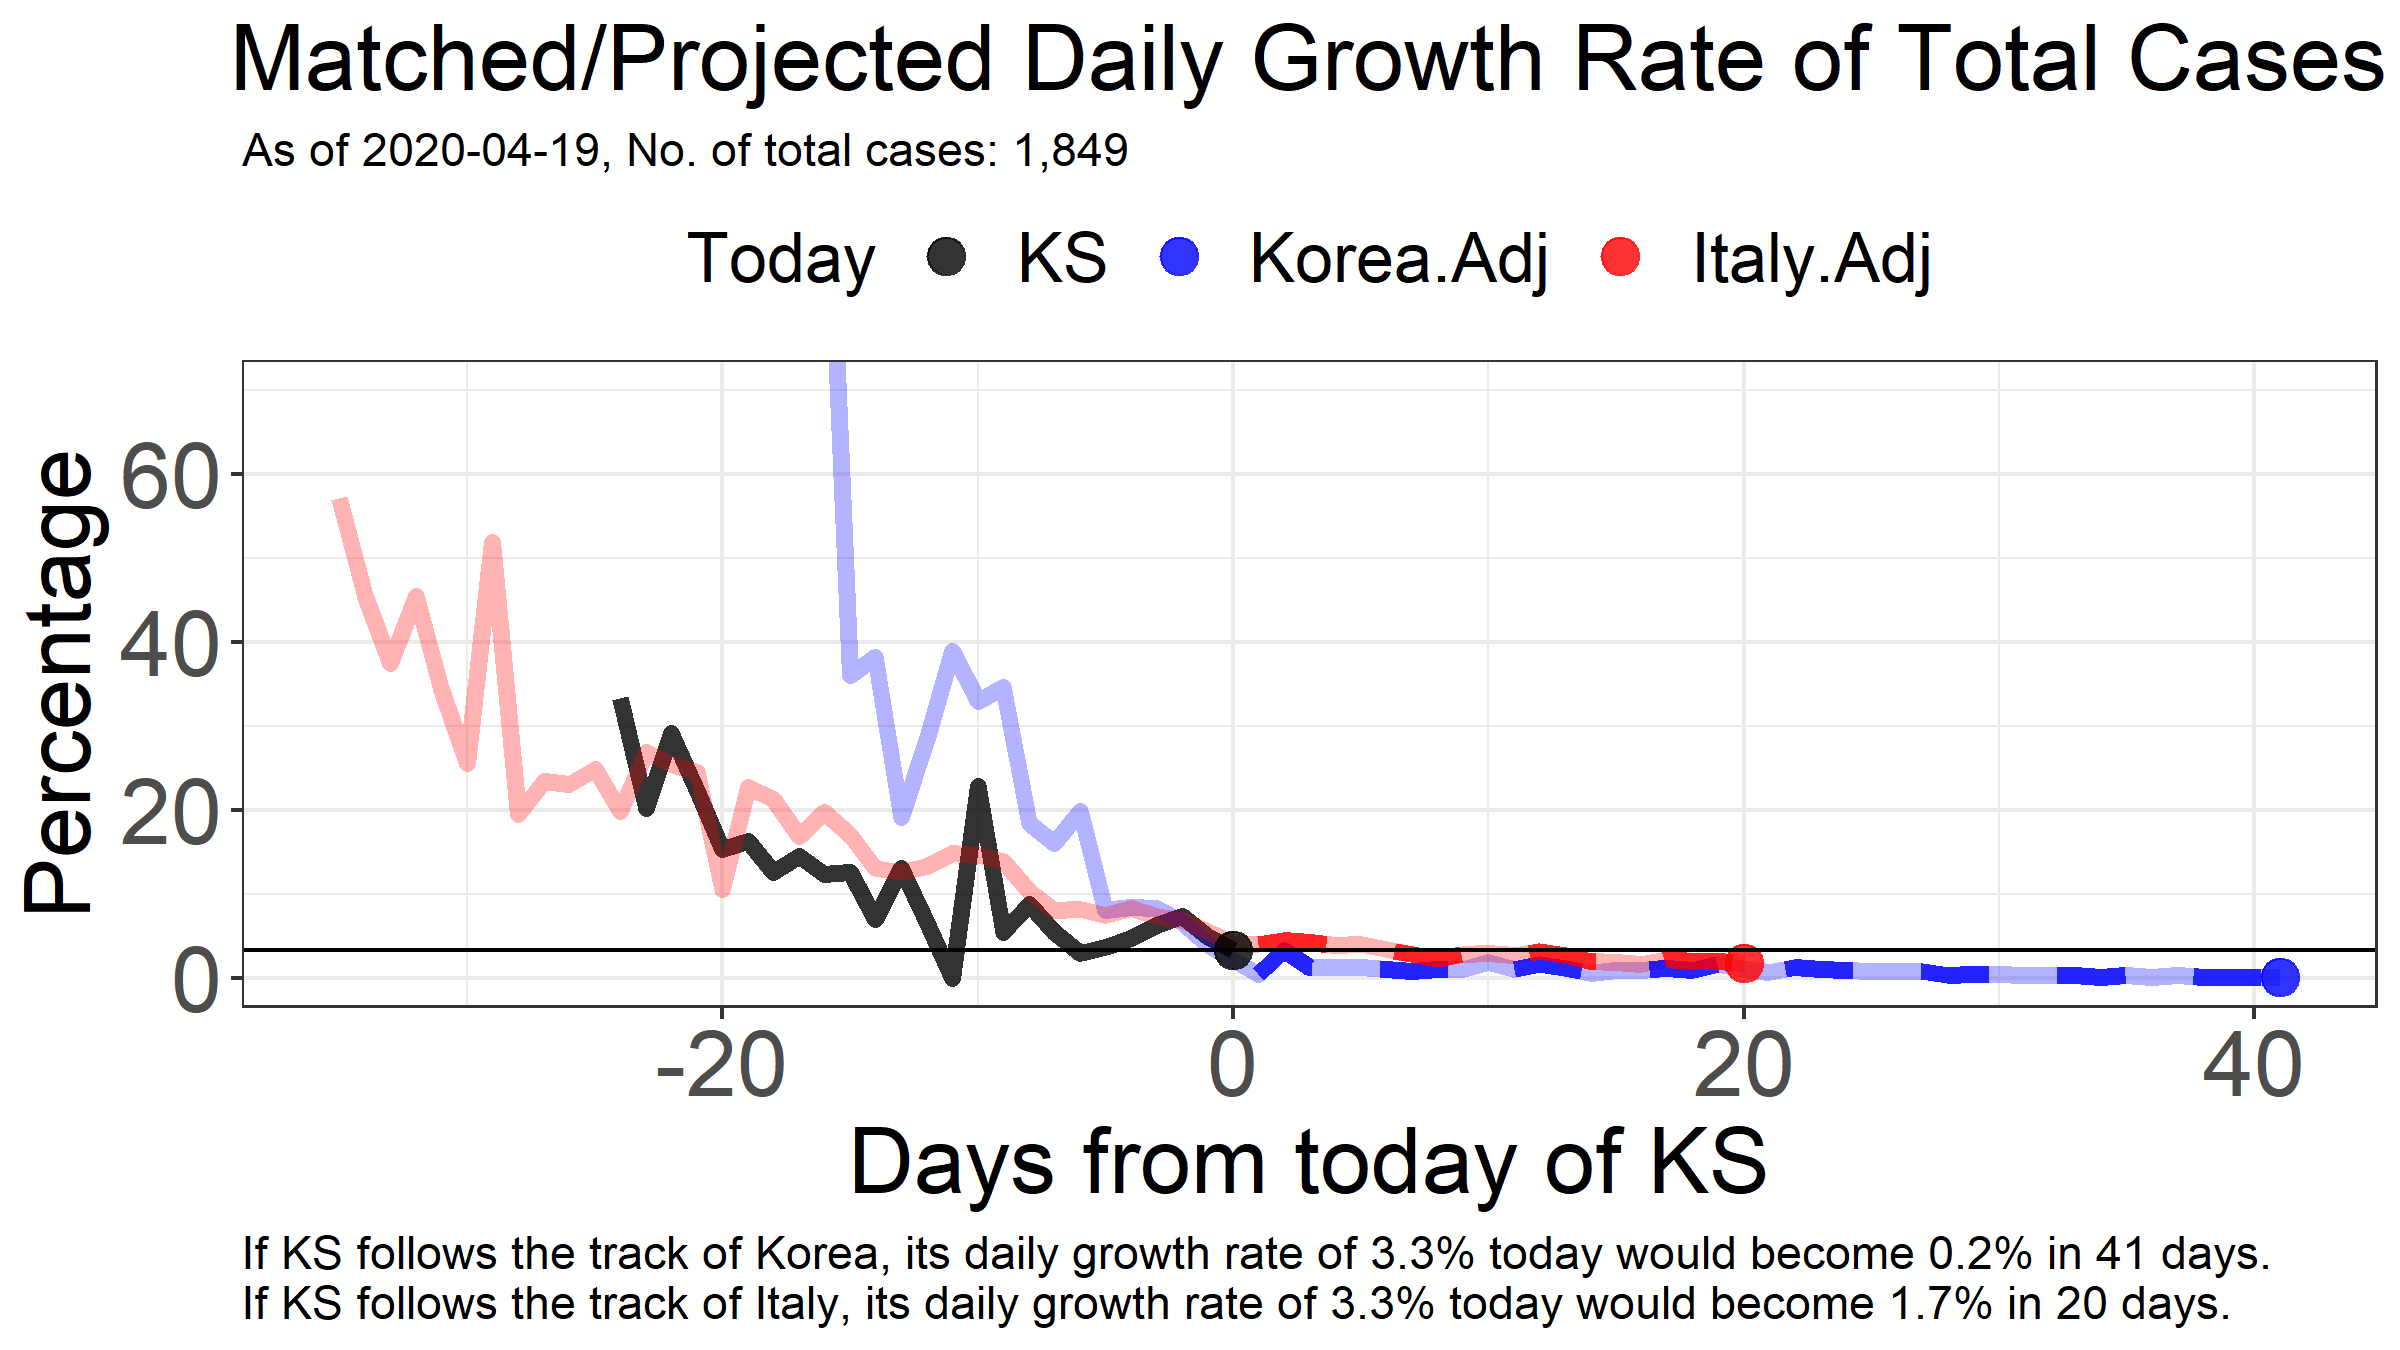 Matched/Projected Daily Growth Rate of Total Cases
As of 2020-04-19, No. of total cases: 1,849
Today KS Korea.Adj Italy.Adj
Percentage
60
40
20
0
-20 0 20 40
Days from today of KS
If KS follows the track of Korea, its daily growth rate of 3.3% today would become 0.2% in 41 days.
If KS follows the track of Italy, its daily growth rate of 3.3% today would become 1.7% in 20 days.